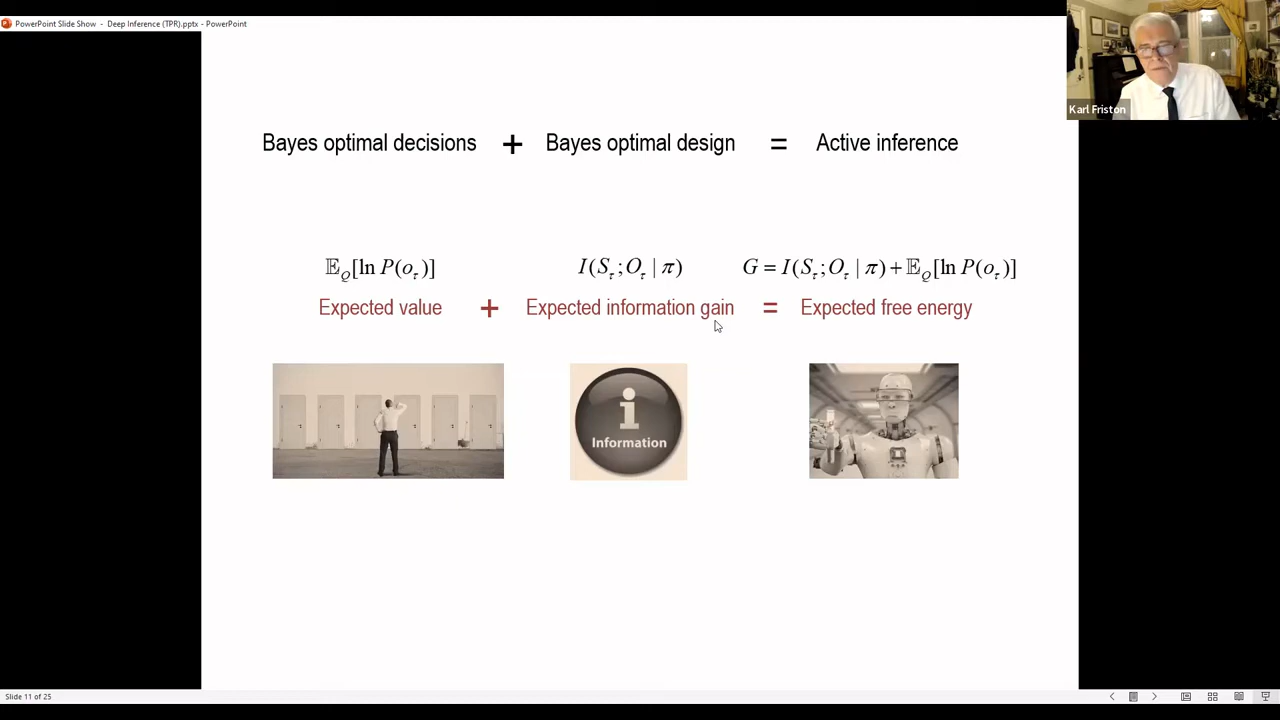 PowerPoint Slide Show - Deep Inference (TPR).pptx - PowerPoint
Karl Friston
Bayes optimal decisions + Bayes optimal design = Active inference
𝔼_Q[ln P(o_τ)] I(S_τ; O_τ | π) G = I(S_τ; O_τ | π) + 𝔼_Q[ln P(o_τ)]
Expected value + Expected information gain = Expected free energy
i
Information
Slide 11 of 25